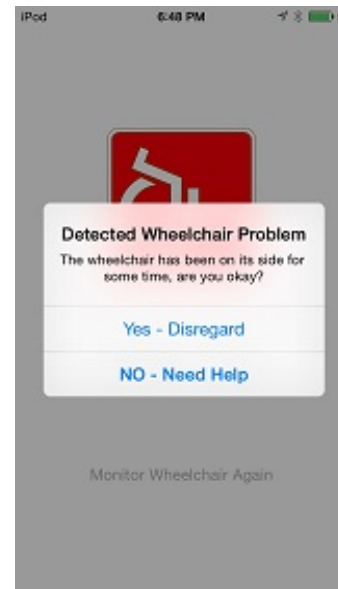 iPod 6:48 PM
Detected Wheelchair Problem
The wheelchair has been on its side for
some time, are you okay?
Yes - Disregard
NO - Need Help
Monitor Wheelchair Again